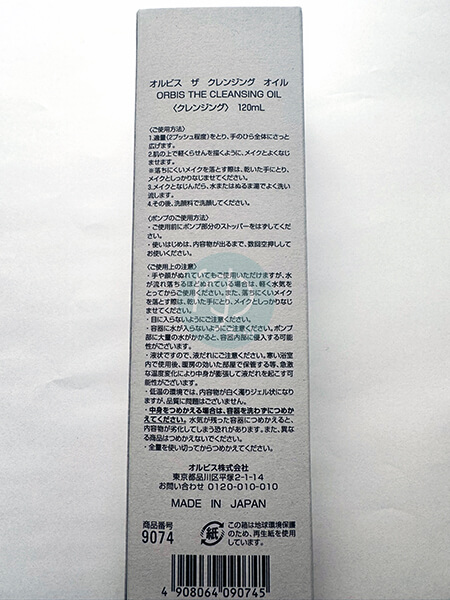 オルビス ザ クレンジング オイル
ORBIS THE CLEANSING OIL
〈クレンジング〉 120mL
〈ご使用方法〉
1.適量(2プッシュ程度)をとり、手のひら全体にさっと
広げます。
2.肌の上で軽くらせんを描くように、メイクとよくなじ
ませます。
※落ちにくいメイクを落とす際は、乾いた手にとり、
メイクとしっかりなじませてください。
3.メイクとなじんだら、水またはぬるま湯でよく洗い
流します。
4.その後、洗顔料で洗顔してください。
〈ポンプのご使用方法〉
・ご使用前にポンプ部分のストッパーをはずしてくだ
さい。
・使いはじめは、内容物が出るまで、数回空押しして
お使いください。
〈ご使用上の注意〉
・手や顔がぬれていてもご使用いただけますが、水
が流れ落ちるほどぬれている場合は、軽く水気を
とってからご使用ください。また、落ちにくいメイク
を落とす際は、乾いた手にとり、メイクとしっかりなじ
ませてください。
・目に入らないようにご注意ください。
・容器に水が入らないようにご注意ください。ポンプ
部に大量の水がかかると、容器内部に侵入する可能
性がございます。
・液状ですので、液だれにご注意ください。寒い浴室
内で使用後、暖房の効いた部屋で保管する等、急激
な温度変化により中身が膨張して液だれを起こす可
能性がございます。
・低温の環境では、内容物が白く濁りジェル状になり
ますが、品質に問題はございません。
・中身をつめかえる場合は、容器を洗わずにつめか
えてください。水気が残った容器につめかえると、
内容物が劣化してしまう恐れがあります。また、異な
る商品はつめかえないでください。
・全量を使い切ってからつめかえてください。
オルビス株式会社
東京都品川区平塚2-1-14
お問い合わせ 0120-010-010
MADE IN JAPAN
商品番号
9074
紙
この箱は地球環境保護
のため、再生紙を使用
しています。
4 908064 090745